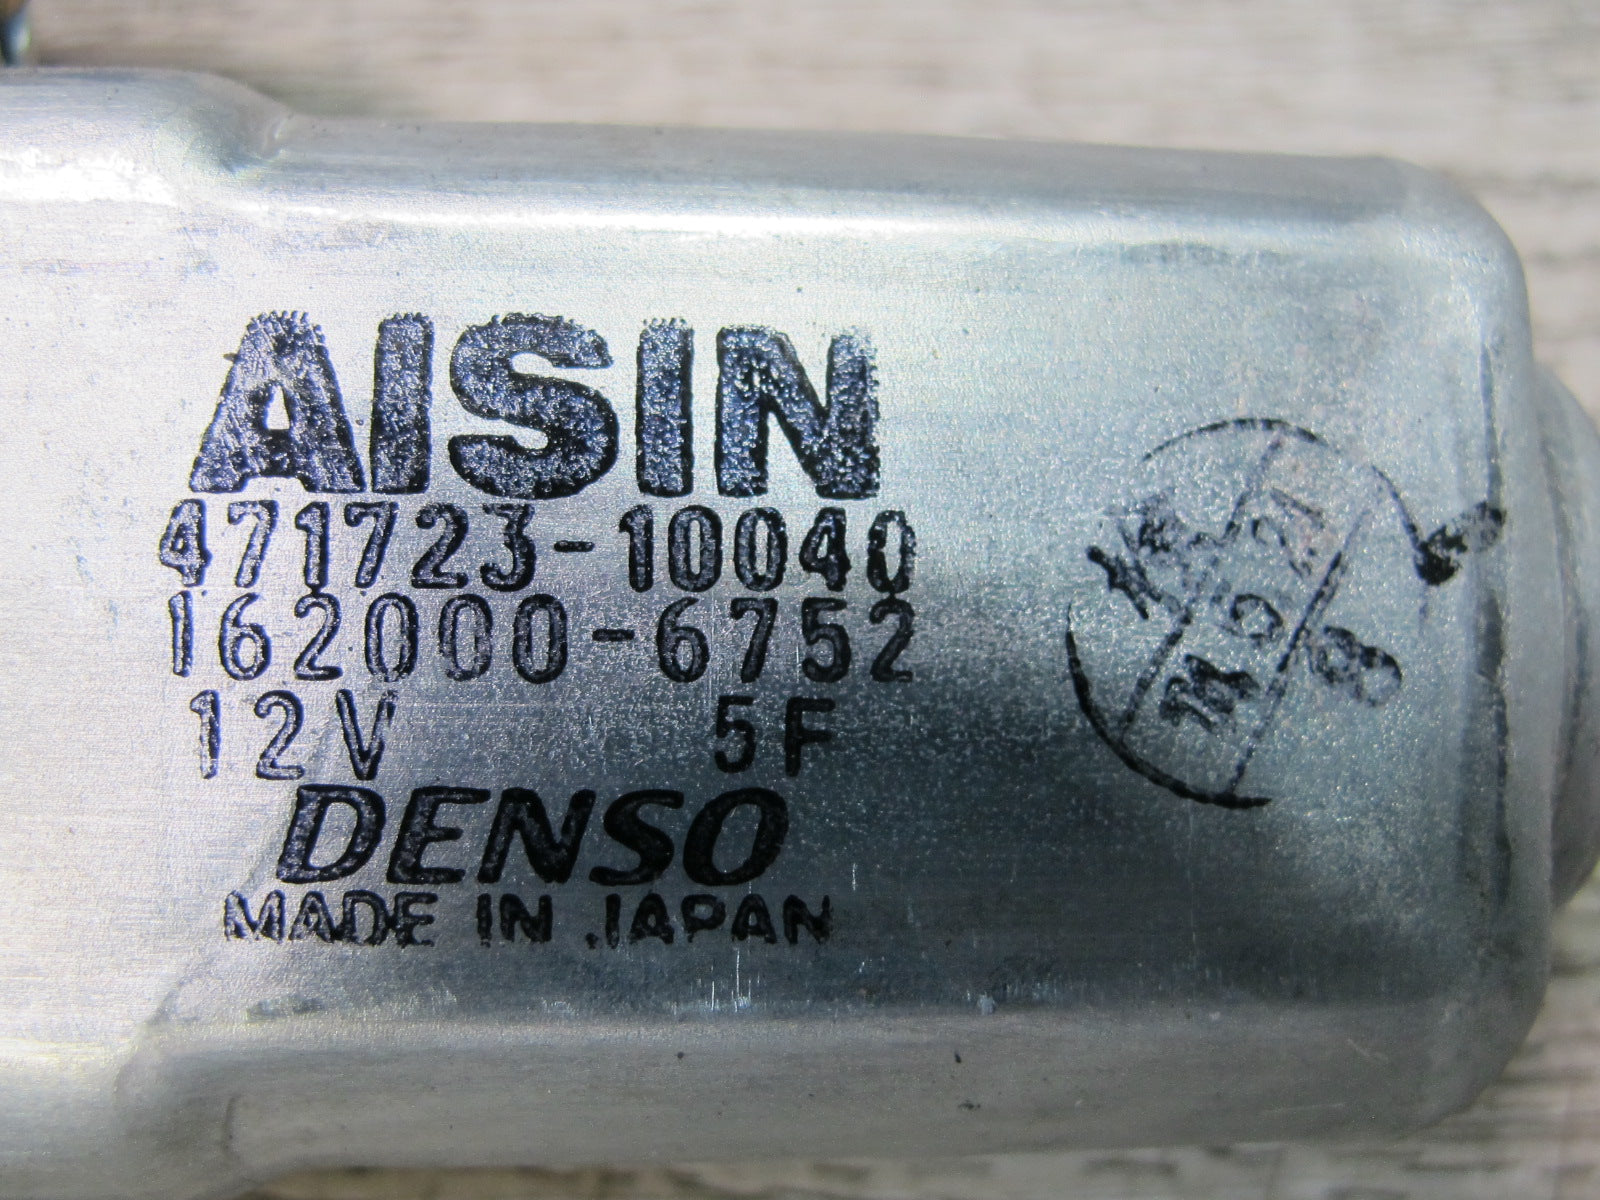 AISIN
471723-10040
162000-6752
12V 5F
DENSO
MADE IN JAPAN